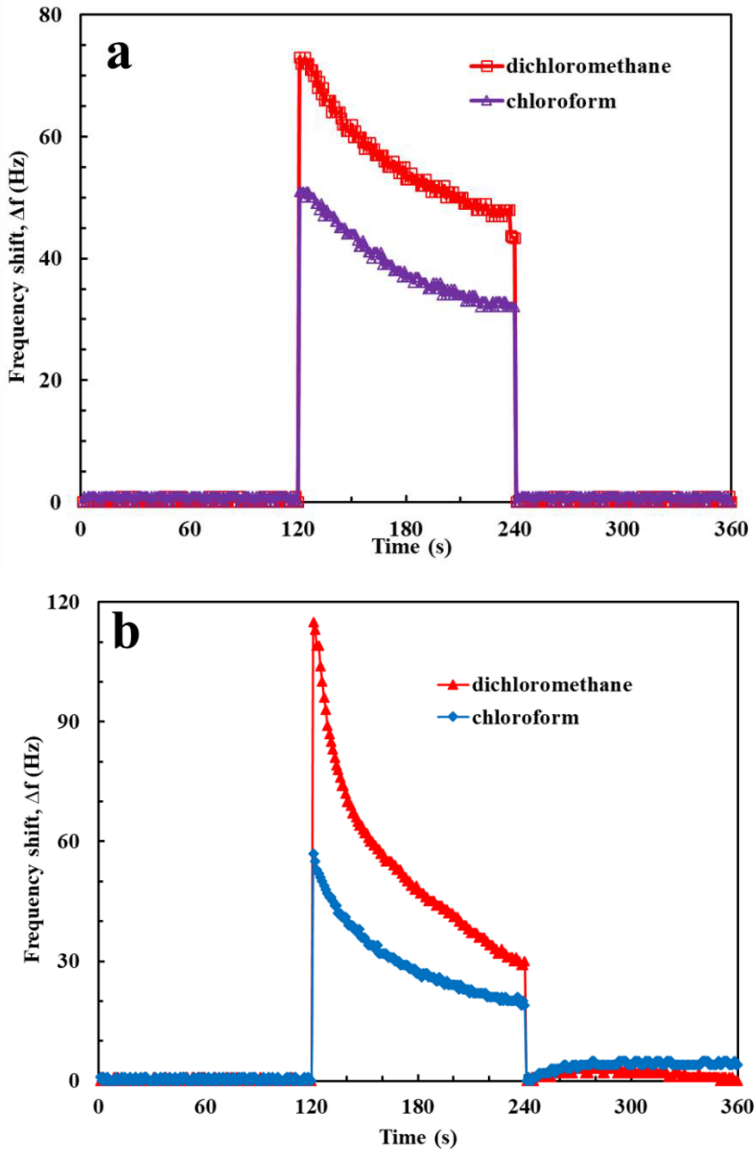 a
80
dichloromethane
chloroform
60
40
20
0
Frequency shift, Δf (Hz)
0 60 120 180 240 300 360
Time (s)
b
120
dichloromethane
chloroform
90
60
30
0
Frequency shift, Δf (Hz)
0 60 120 180 240 300 360
Time (s)